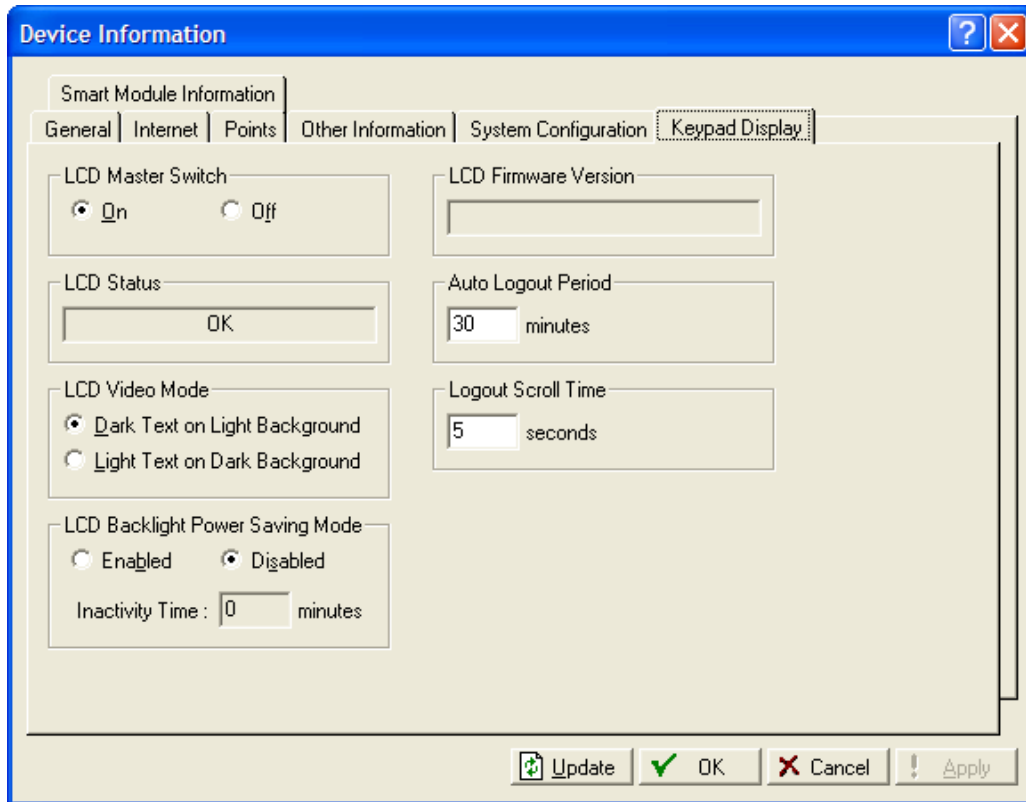 Device Information
Smart Module Information
General Internet Points Other Information System Configuration Keypad Display
LCD Master Switch
On Off
LCD Firmware Version
LCD Status
OK
Auto Logout Period
30 minutes
LCD Video Mode
Dark Text on Light Background
Light Text on Dark Background
Logout Scroll Time
5 seconds
LCD Backlight Power Saving Mode
Enabled Disabled
Inactivity Time : 0 minutes
Update OK Cancel Apply